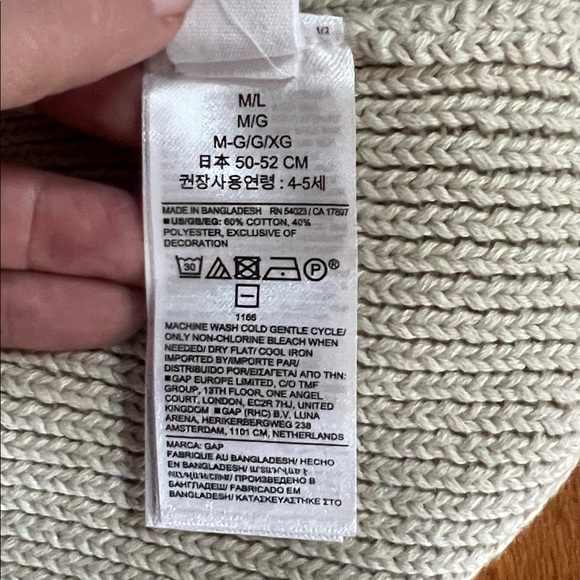 1/2
M/L
M/G
M-G/G/XG
日本 50-52 CM
권장사용연령 : 4-5세
MADE IN BANGLADESH RN 54023 / CA 17897
■ US/GB/EG: 60% COTTON, 40%
POLYESTER, EXCLUSIVE OF
DECORATION
30 P®
1166
MACHINE WASH COLD GENTLE CYCLE/
ONLY NON-CHLORINE BLEACH WHEN
NEEDED/ DRY FLAT/ COOL IRON
IMPORTED BY/IMPORTE PAR/
DISTRIBUIDO POR/ΕΙΣΑΓΕΤΑΙ ΑΠΟ ΤΗΝ:
■ GAP EUROPE LIMITED, C/O TMF
GROUP, 13TH FLOOR, ONE ANGEL
COURT, LONDON, EC2R 7HJ, UNITED
KINGDOM ■ GAP (RHC) B.V. LUNA
ARENA, HERIKERBERGWEG 238
AMSTERDAM, 1101 CM, NETHERLANDS
MARCA: GAP
FABRIQUE AU BANGLADESH/ HECHO
EN BANGLADESH/
ПРОИЗВЕДЕНО В
БАНГЛАДЕШ/ FABRICADO EM
BANGLADESH/ ΚΑΤΑΣΚΕΥΑΣΤΗΚΕ ΣΤΟ